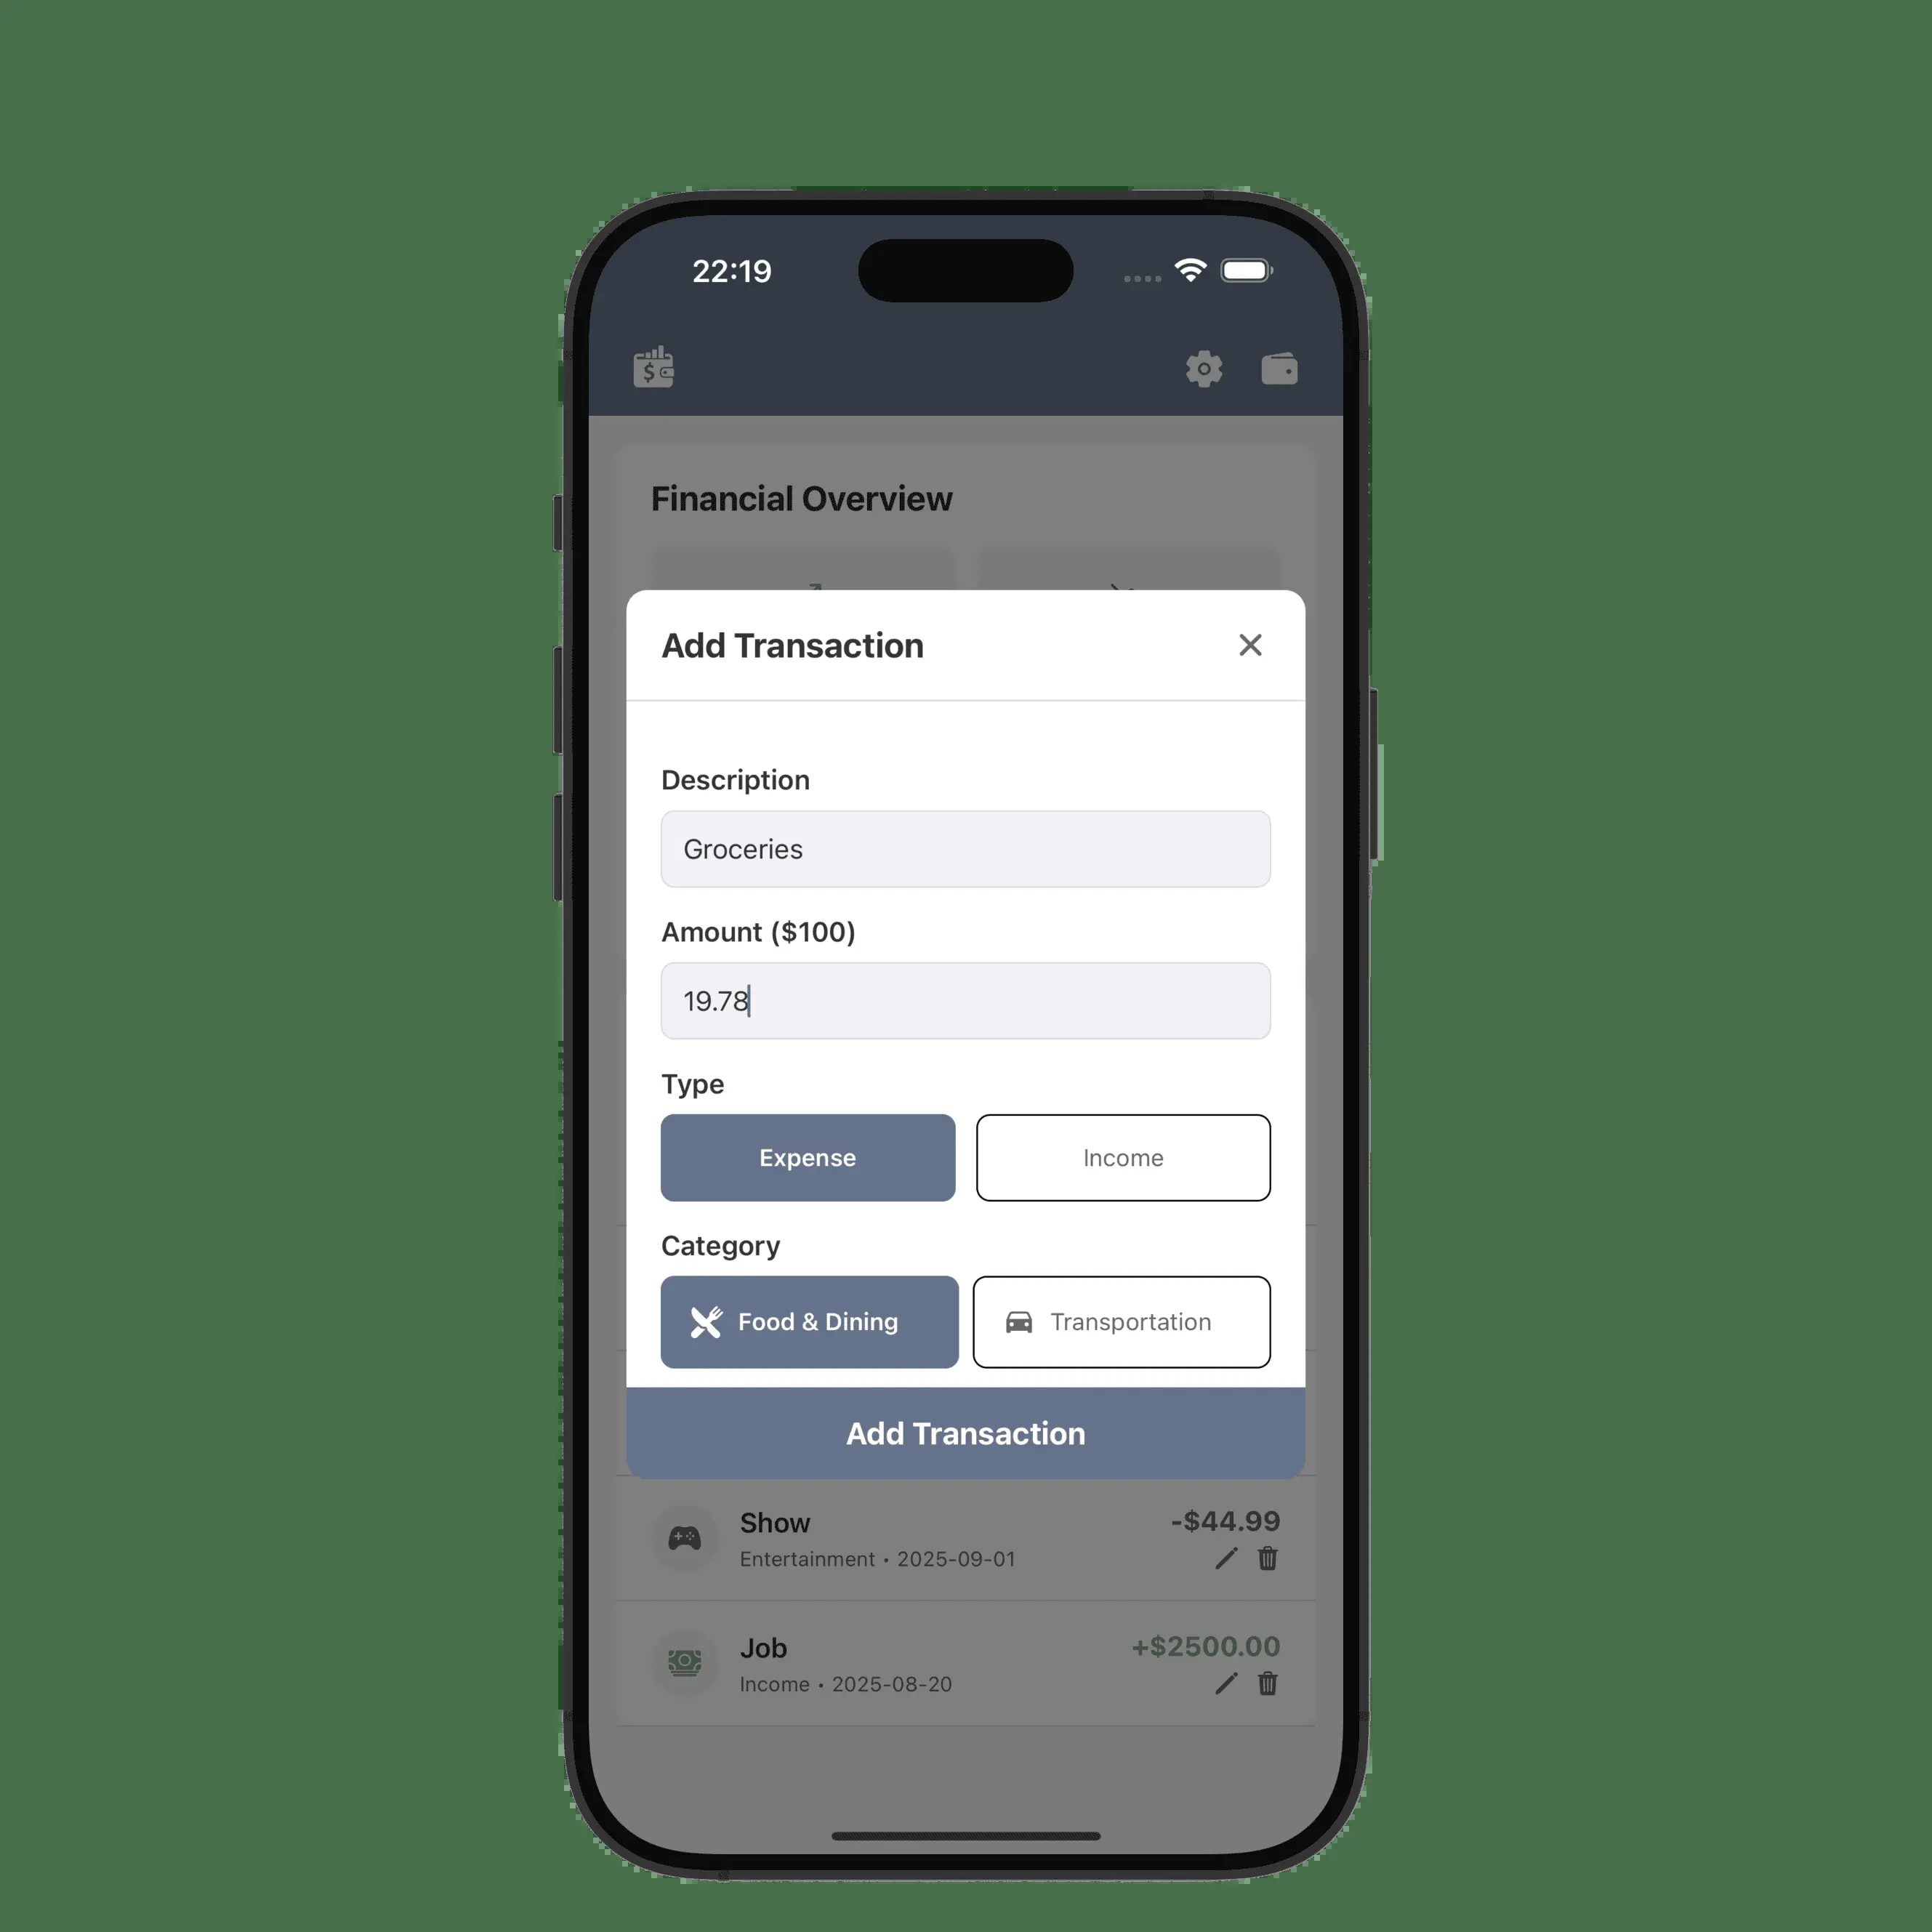 22:19
$
Financial Overview
Add Transaction
Description
Groceries
Amount ($100)
19.78
Type
Expense
Income
Category
Food & Dining
Transportation
Add Transaction
Show
-$44.99
Entertainment • 2025-09-01
Job
+$2500.00
Income • 2025-08-20